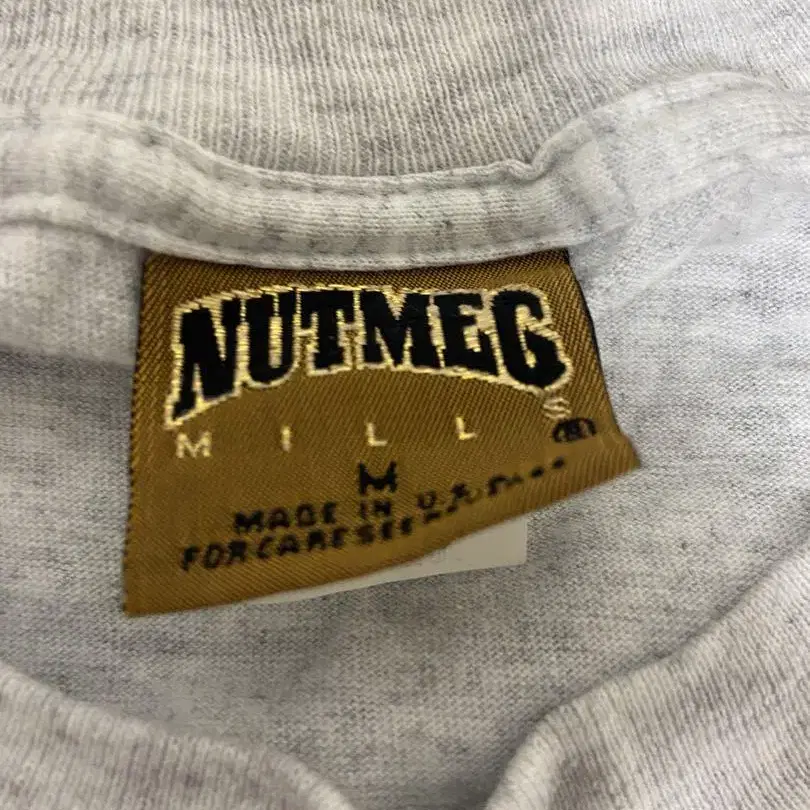 NUTMEG
MILLS
M
MADE IN U.S.A.
FOR CARE SEE